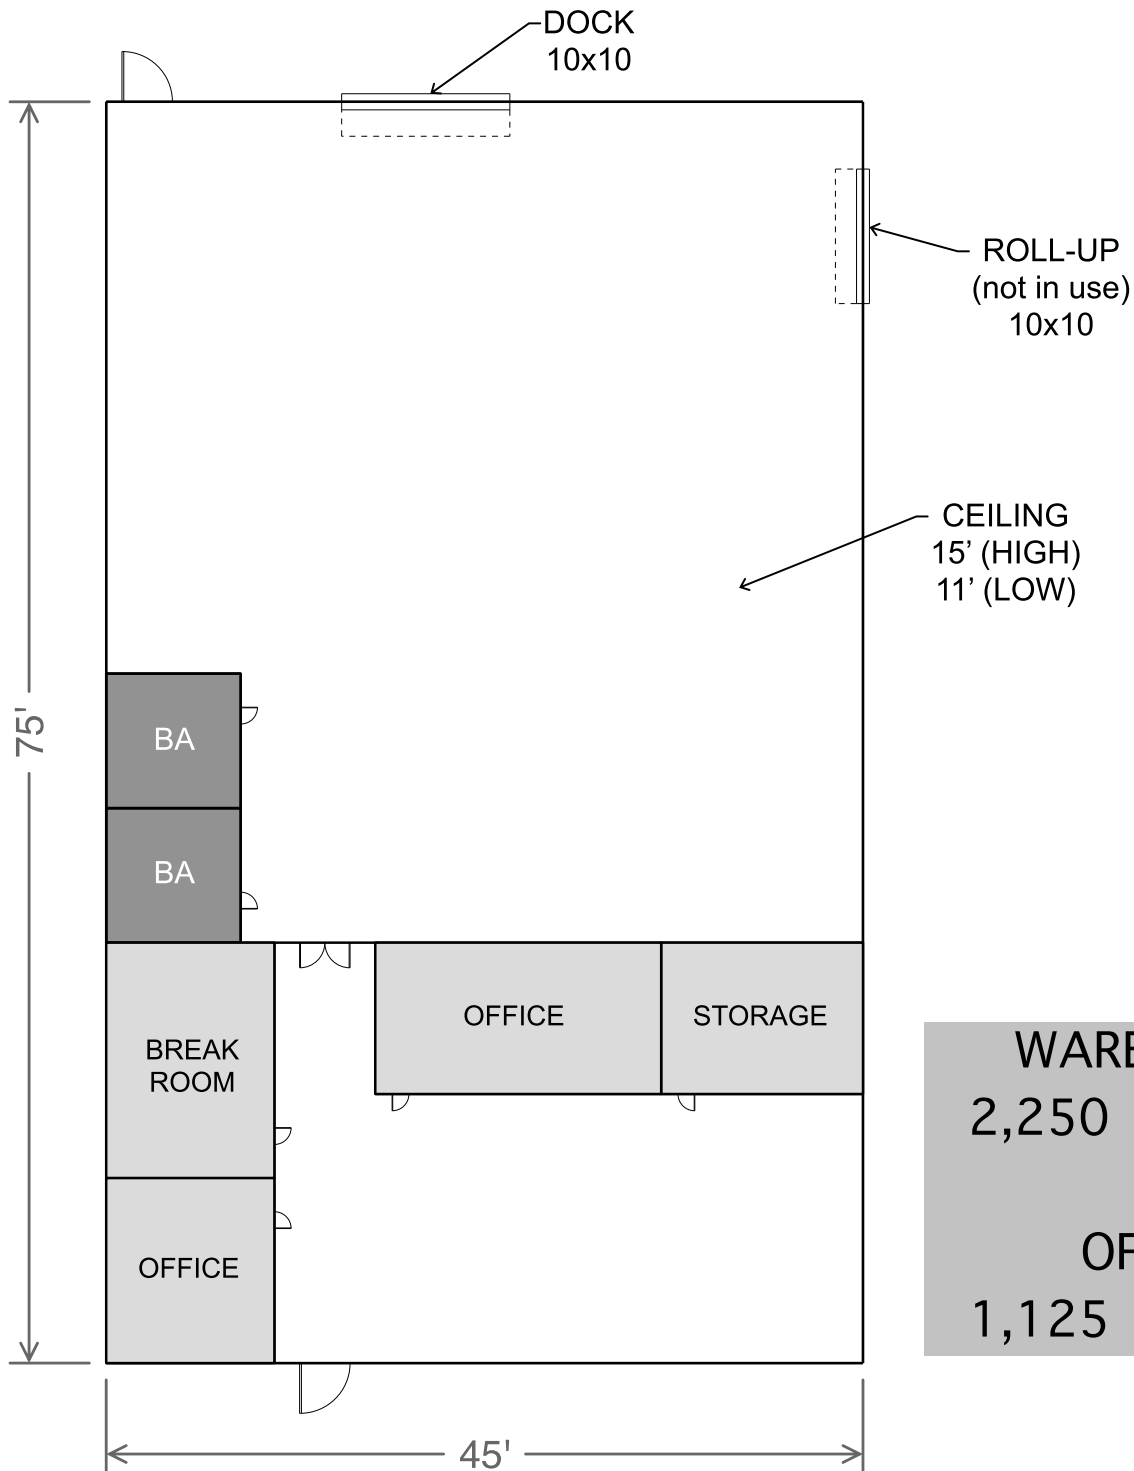 DOCK
10x10
ROLL-UP
(not in use)
10x10
CEILING
15’ (HIGH)
11’ (LOW)
75'
BA
BA
OFFICE
STORAGE
BREAK
ROOM
OFFICE
2,250
1,125
45'